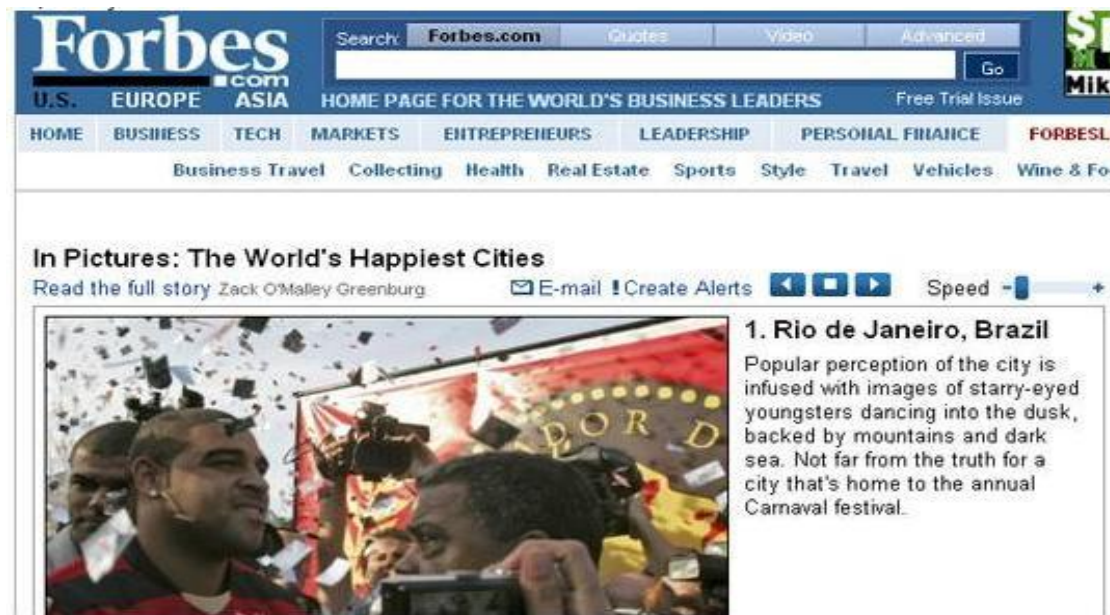 Forbes
.com
Search: Forbes.com Quotes Video Advanced
Go
U.S. EUROPE ASIA HOME PAGE FOR THE WORLD'S BUSINESS LEADERS Free Trial Issue
Mik
HOME BUSINESS TECH MARKETS ENTREPRENEURS LEADERSHIP PERSONAL FINANCE FORBESL
Business Travel Collecting Health Real Estate Sports Style Travel Vehicles Wine & Fo
In Pictures: The World's Happiest Cities
Read the full story Zack O'Malley Greenburg E-mail ! Create Alerts Speed - +
1. Rio de Janeiro, Brazil
Popular perception of the city is
infused with images of starry-eyed
youngsters dancing into the dusk,
backed by mountains and dark
sea. Not far from the truth for a
city that's home to the annual
Carnaval festival.
DOR D